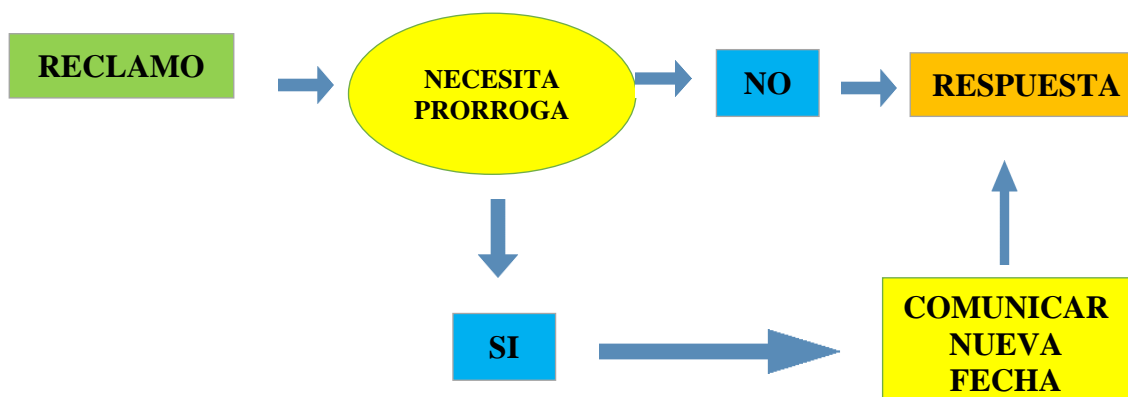 RECLAMO
NECESITA
PRORROGA
NO
RESPUESTA
SI
COMUNICAR
NUEVA
FECHA